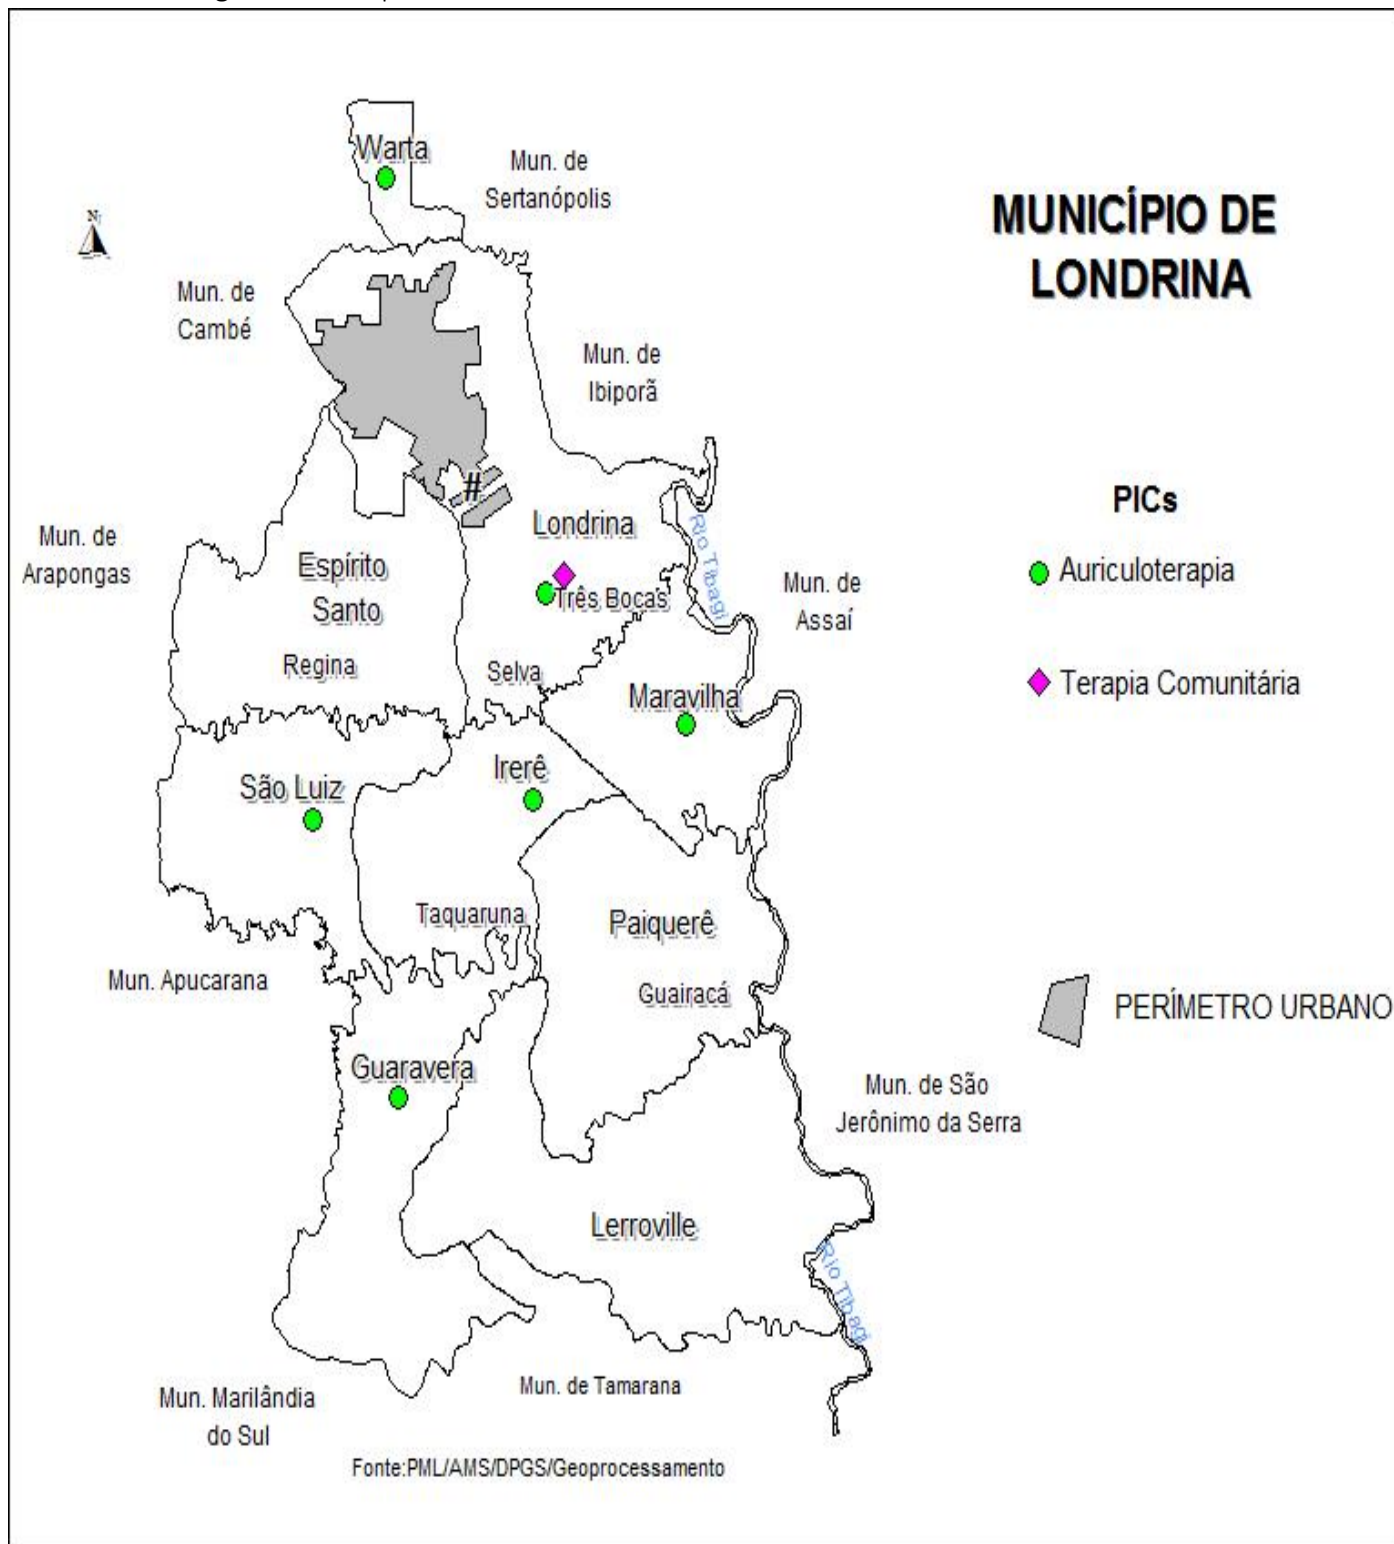 Warta
Mun. de
Sertanópolis
N
MUNICÍPIO DE
LONDRINA
Mun. de
Cambé
Mun. de
Ibiporã
#
PICs
Londrina
Rio Tibagi
Mun. de
Arapongas
Espírito
Santo
Auriculoterapia
Mun. de
Assaí
Três Bocas
Regina
Selva
Maravilha
Terapia Comunitária
São Luiz
Irerê
Taquaruna
Paiquerê
Mun. Apucarana
Guairacá
PERÍMETRO URBANO
Guaravera
Mun. de São
Jerônimo da Serra
Lerroville
Rio Tibagi
Mun. de Tamarana
Mun. Marilândia
do Sul
Fonte:PML/AMS/DPGS/Geoprocessamento